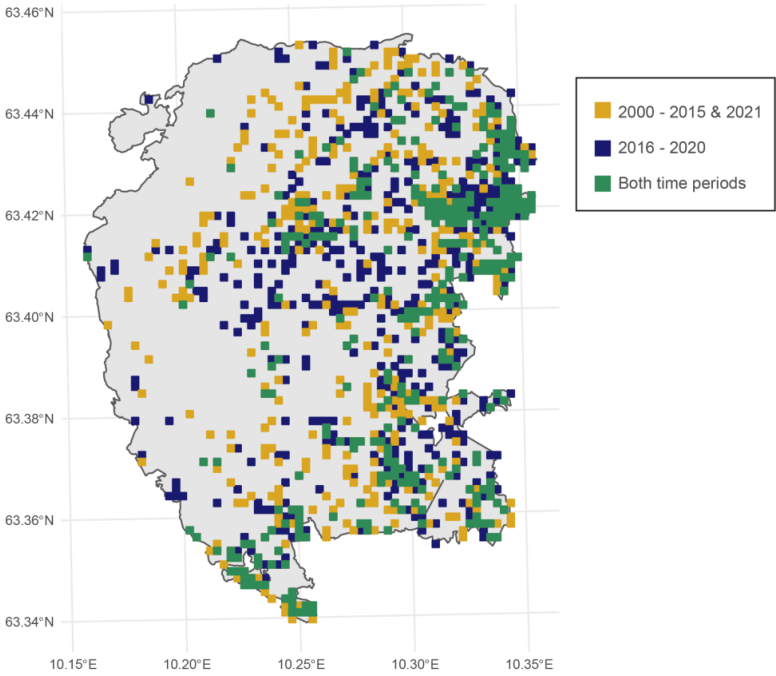 63.46°N
63.44°N
63.42°N
63.40°N
63.38°N
63.36°N
63.34°N
10.15°E 10.20°E 10.25°E 10.30°E 10.35°E
2000 - 2015 & 2021
2016 - 2020
Both time periods